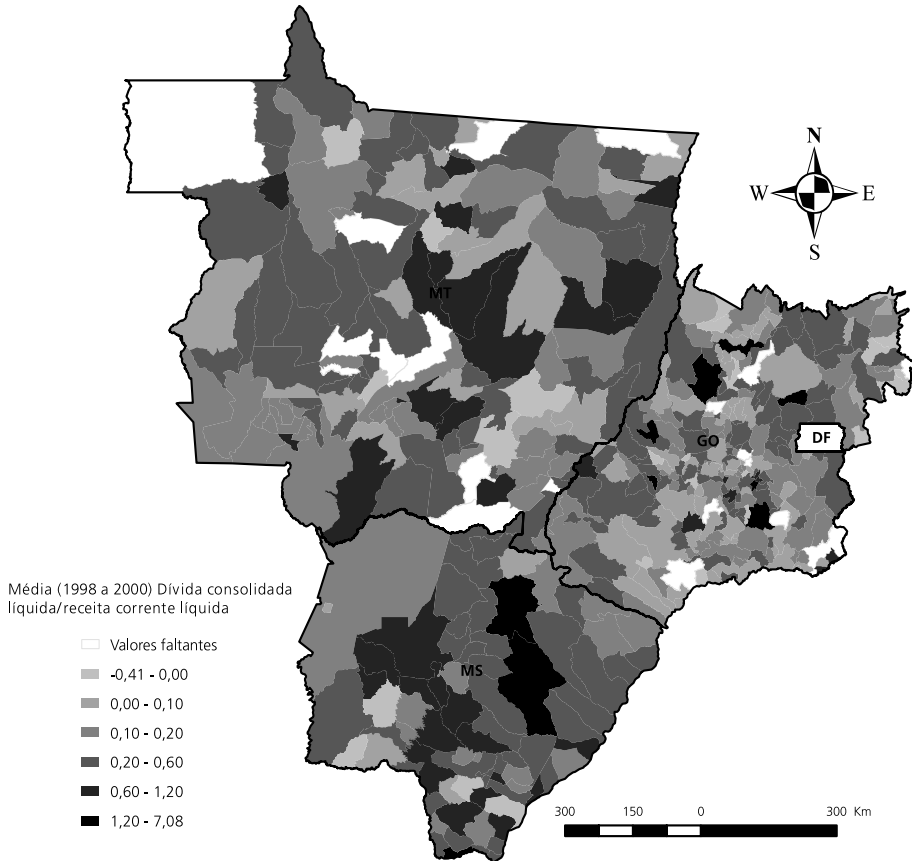 N
W E
S
MT
GO
DF
MS
Média (1998 a 2000) Dívida consolidada
líquida/receita corrente líquida
Valores faltantes
-0,41 - 0,00
0,00 - 0,10
0,10 - 0,20
0,20 - 0,60
0,60 - 1,20
1,20 - 7,08
300 150 0 300 Km